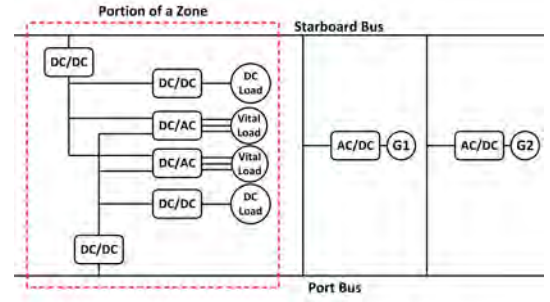 Portion of a Zone
Starboard Bus
DC/DC
DC/DC
DC
Load
DC/AC
Vital
Load
AC/DC
G1
AC/DC
G2
DC/AC
Vital
Load
DC/DC
DC
Load
DC/DC
Port Bus